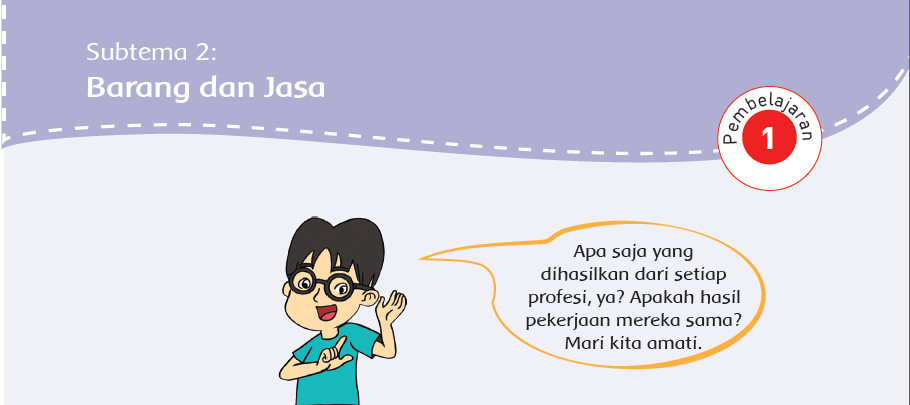 Subtema 2:
Barang dan Jasa
Pembelajaran
1
Apa saja yang
dihasilkan dari setiap
profesi, ya? Apakah hasil
pekerjaan mereka sama?
Mari kita amati.